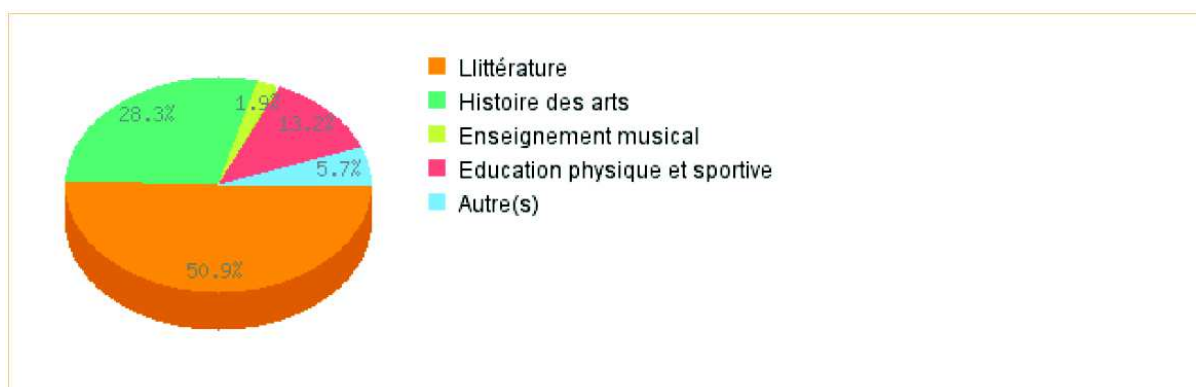 Llittérature
Histoire des arts
Enseignement musical
Education physique et sportive
Autre(s)
28.3%
1.9%
13.2%
5.7%
50.9%